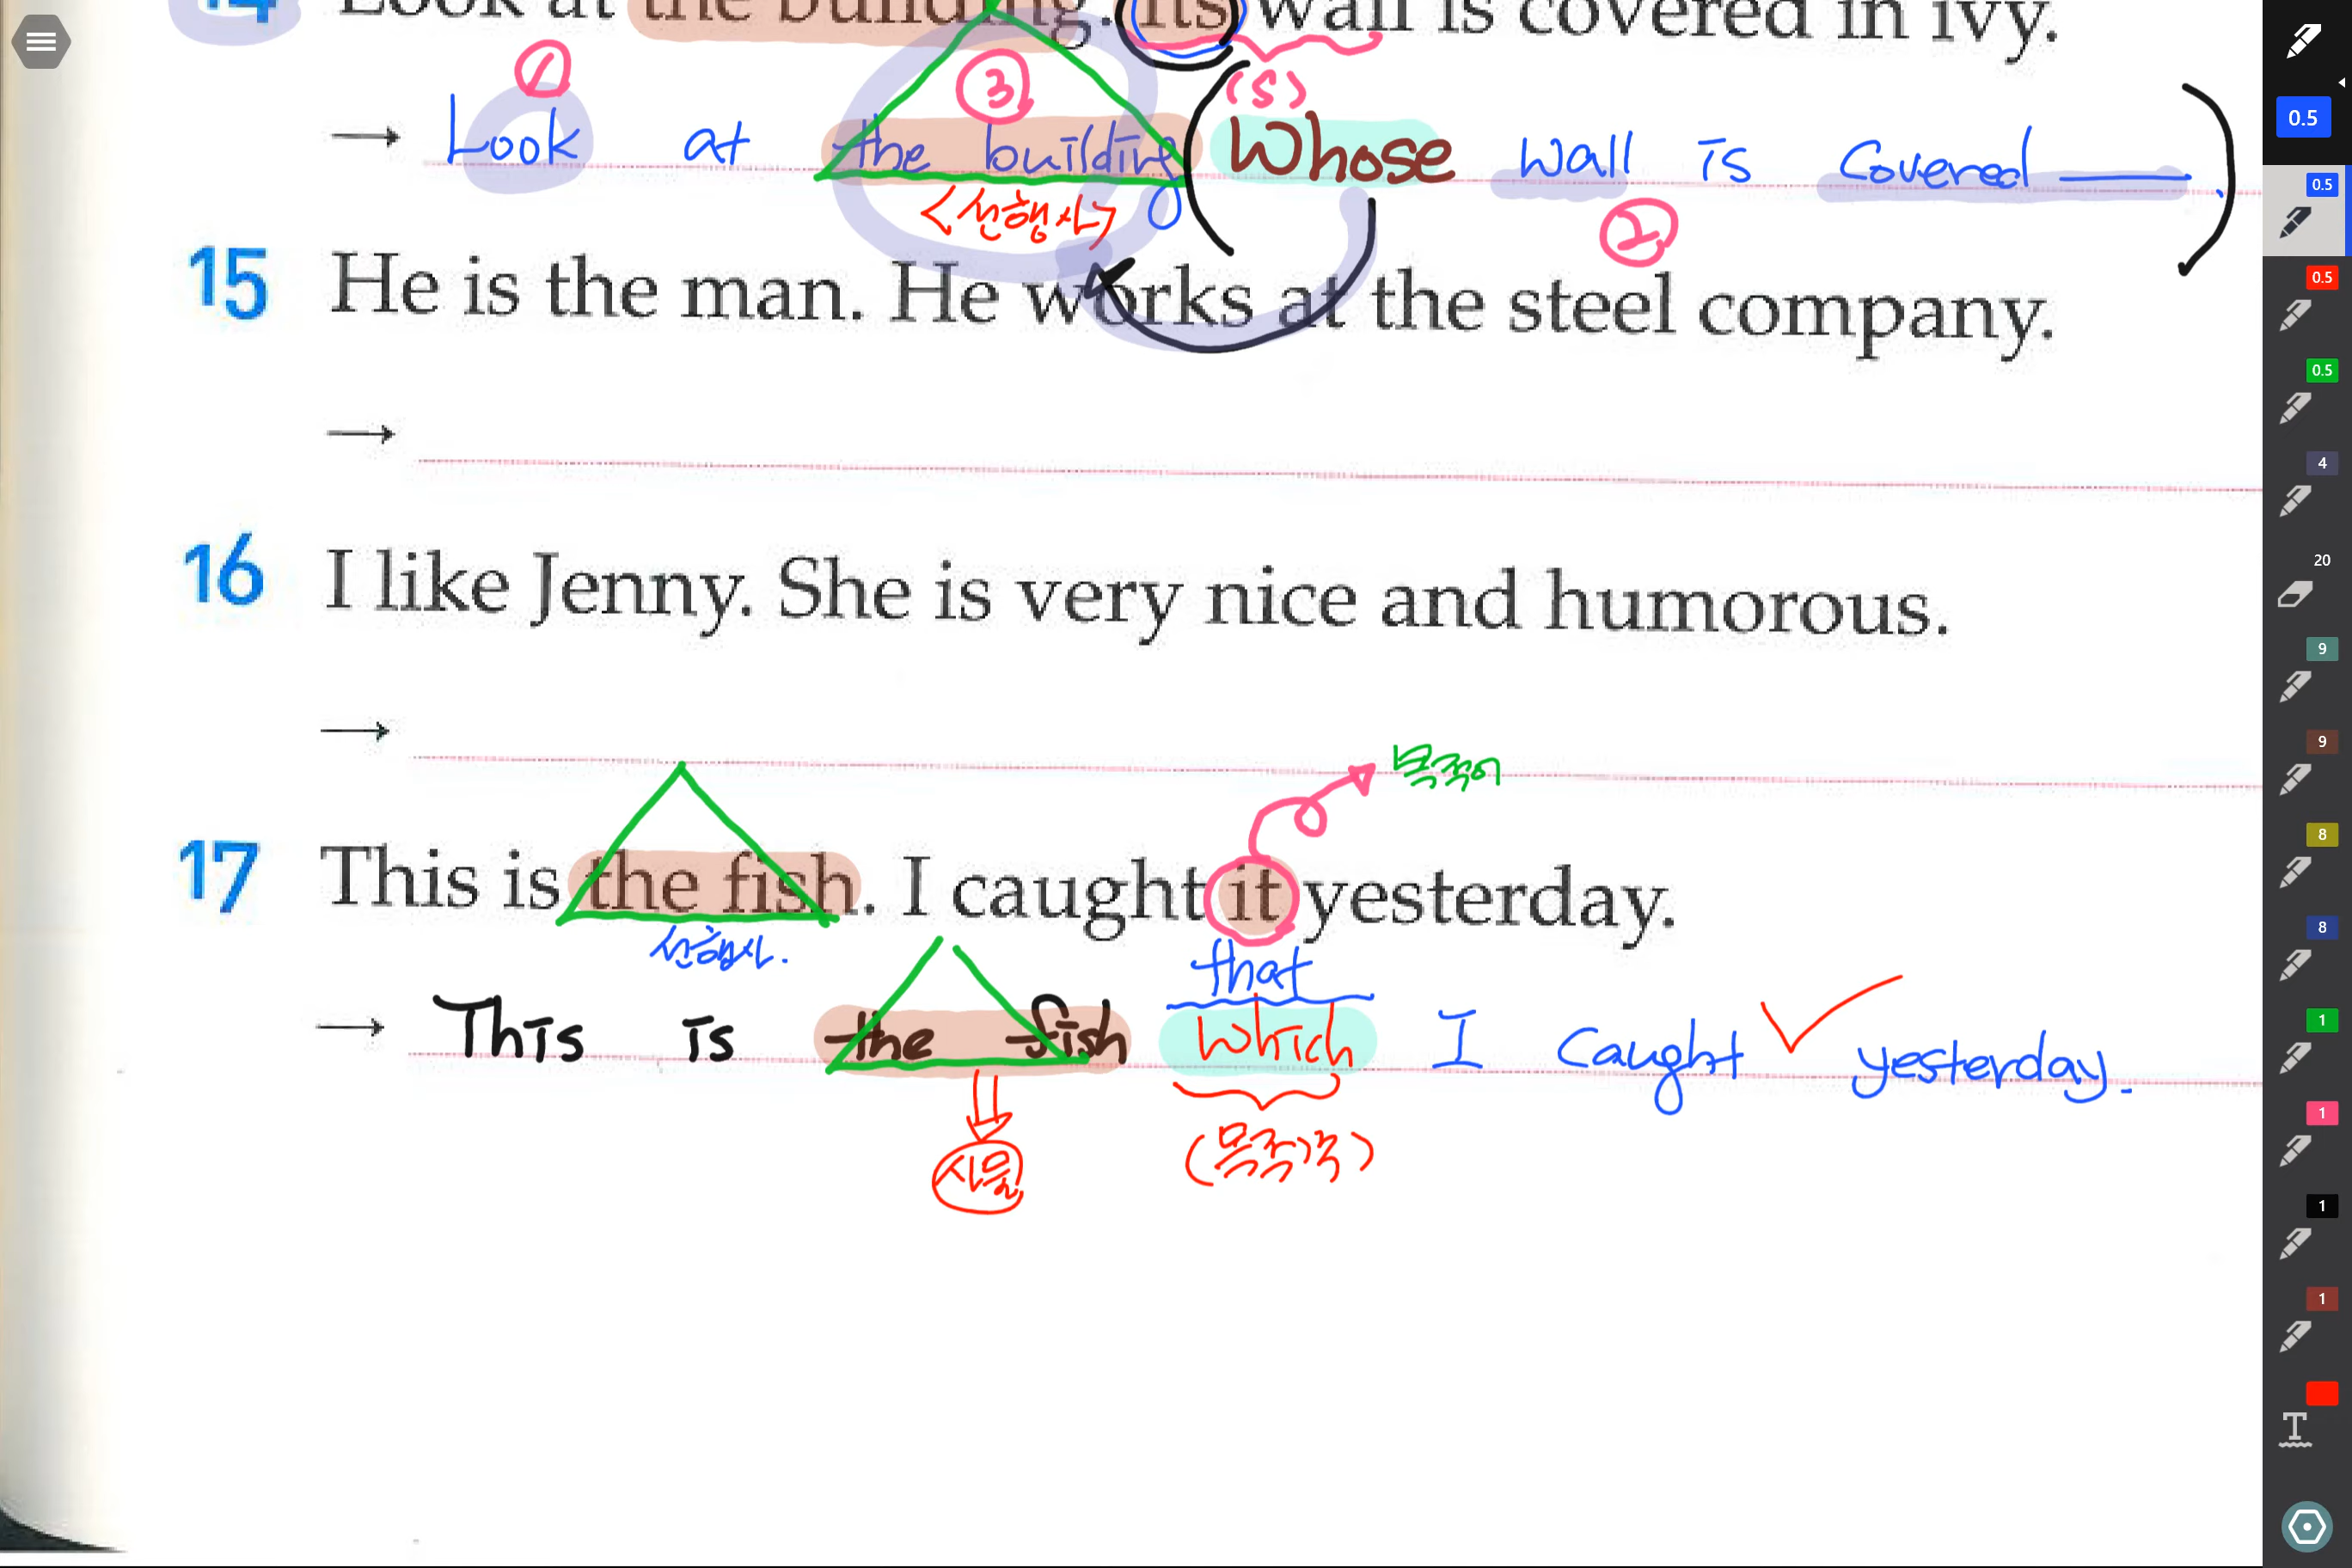 14 Look at the building. Its wall is covered in ivy.
① ③ (S)
→ Look at the building Whose wall is covered ——.
<선행사> ②
15 He is the man. He works at the steel company.
→
16 I like Jenny. She is very nice and humorous.
→
목적어
17 This is the fish. I caught it yesterday.
선행사. that
→ This is the fish which I caught yesterday.
사물 (목적격)
0.5
0.5
0.5
0.5
4
20
9
9
8
8
1
1
1
1
T